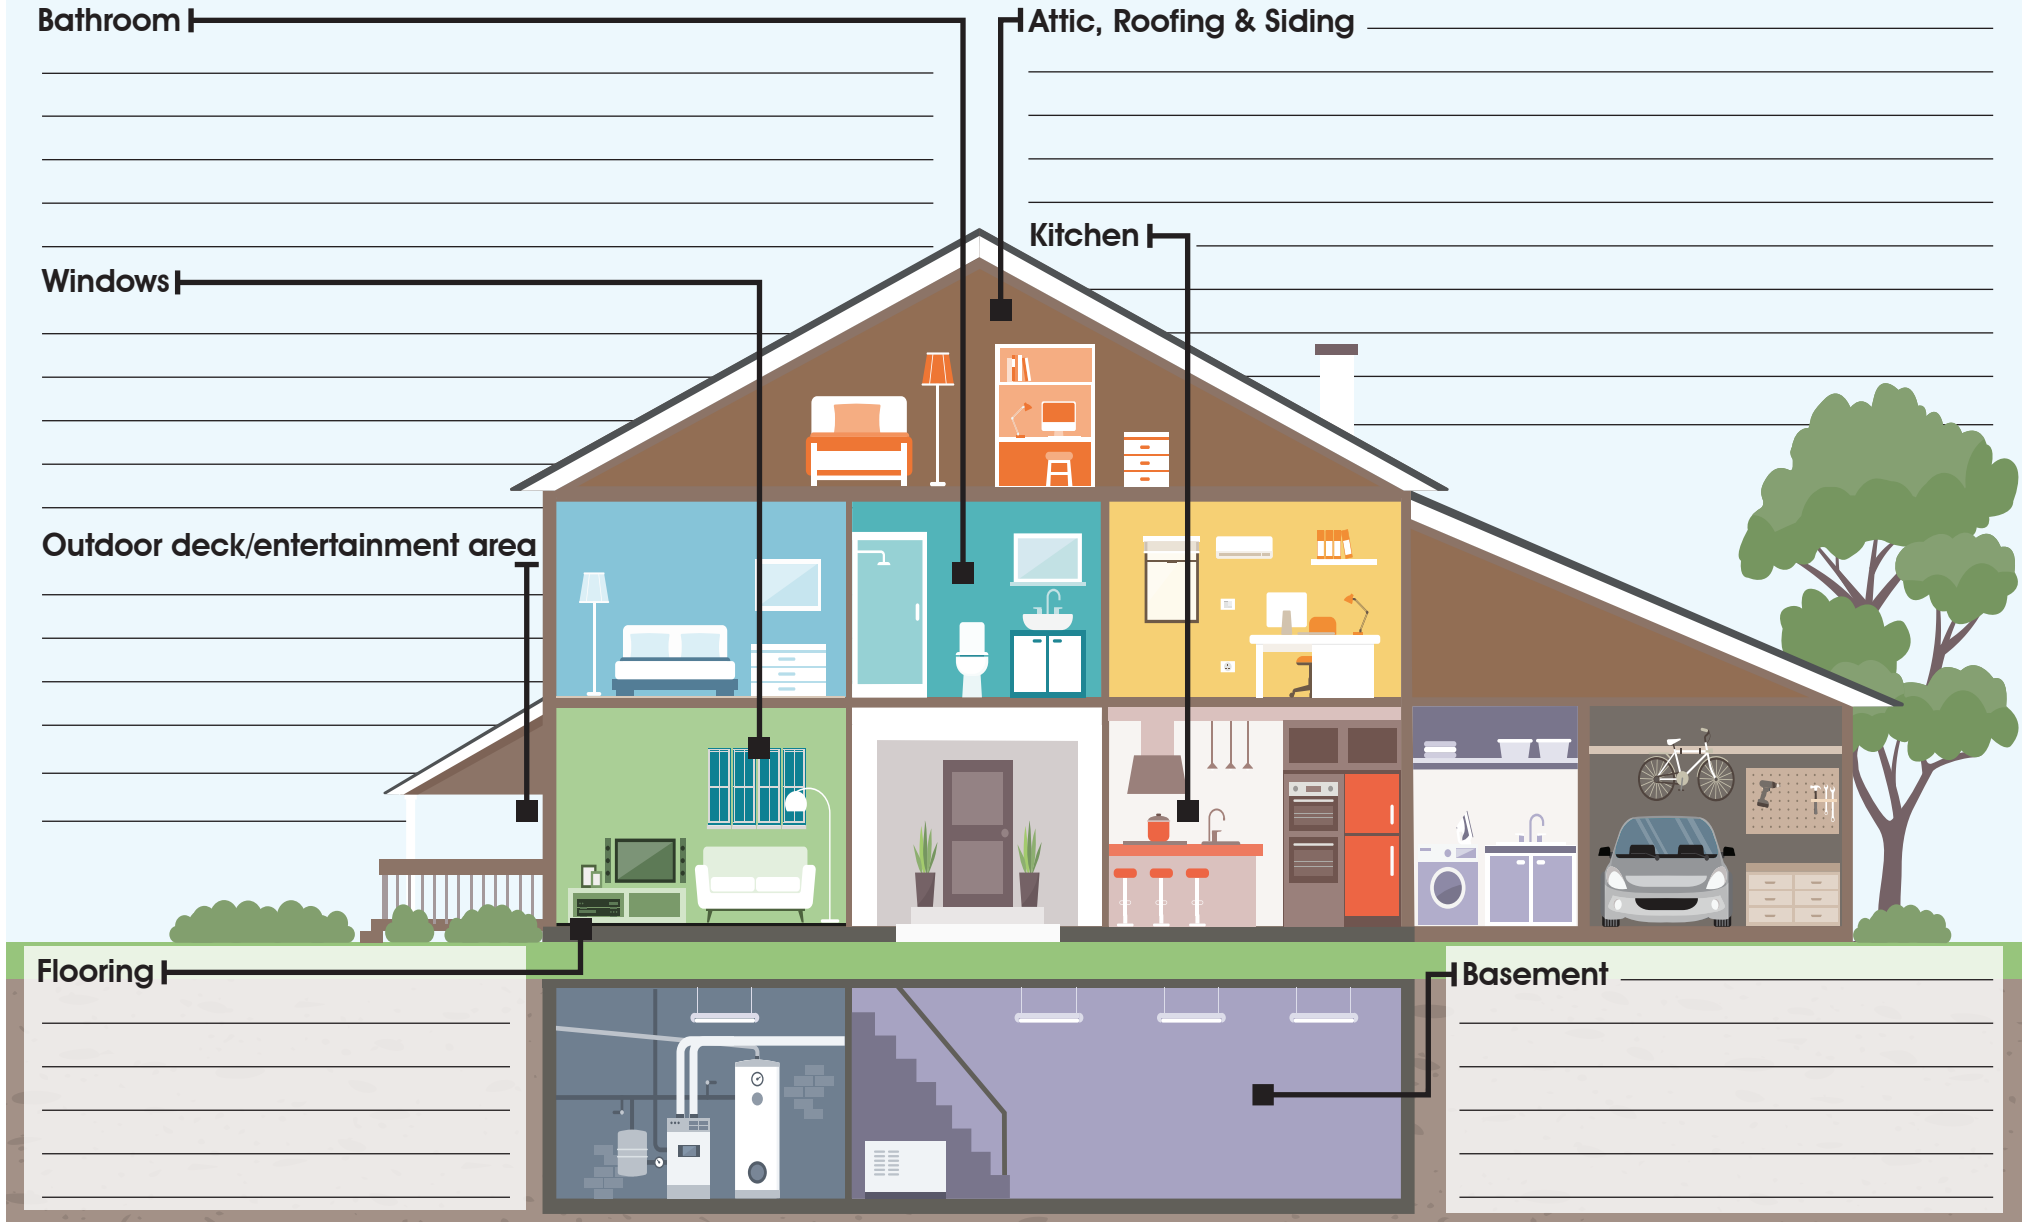 Bathroom
Attic, Roofing & Siding
Kitchen
Windows
Outdoor deck/entertainment area
Flooring
Basement